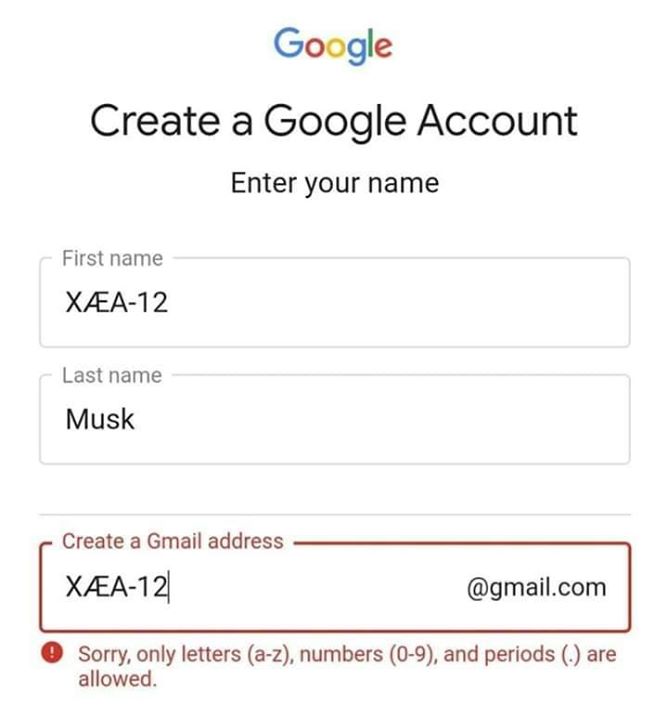 Google
Create a Google Account
Enter your name
First name
XÆA-12
Last name
Musk
Create a Gmail address
XÆA-12 @gmail.com
Sorry, only letters (a-z), numbers (0-9), and periods (.) are
allowed.